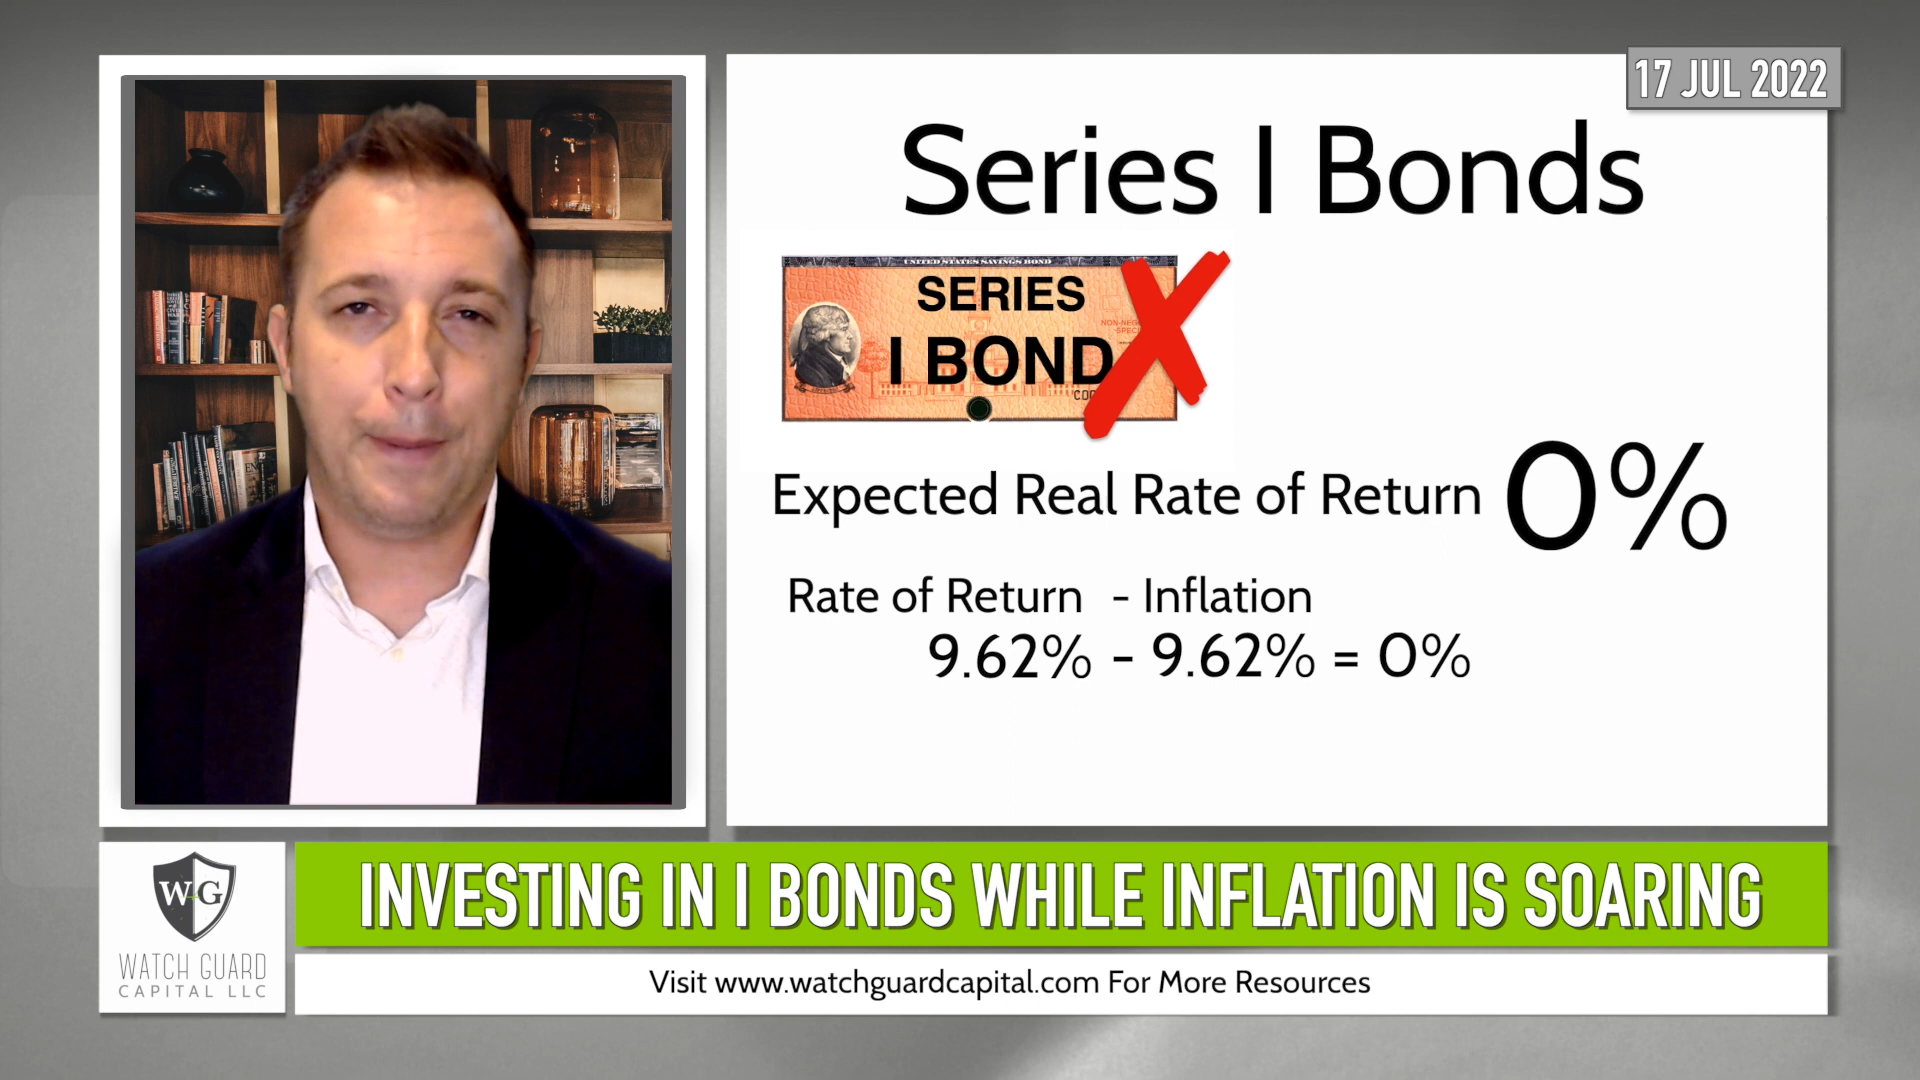 17 JUL 2022
Series I Bonds
UNITED STATES SAVINGS BOND
SERIES
I BOND
Expected Real Rate of Return 0%
Rate of Return - Inflation
9.62% - 9.62% = 0%
W G
WATCH GUARD
CAPITAL LLC
INVESTING IN I BONDS WHILE INFLATION IS SOARING
Visit www.watchguardcapital.com For More Resources